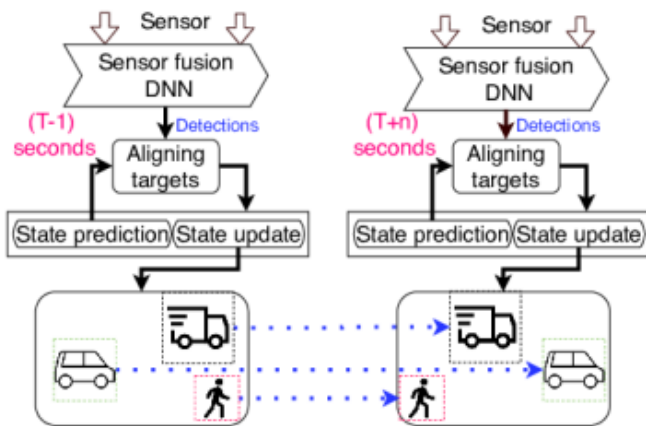 Sensor
Sensor fusion
DNN
(T-1)
seconds
Detections
Aligning
targets
State prediction
State update
Sensor
Sensor fusion
DNN
(T+n)
seconds
Detections
Aligning
targets
State prediction
State update